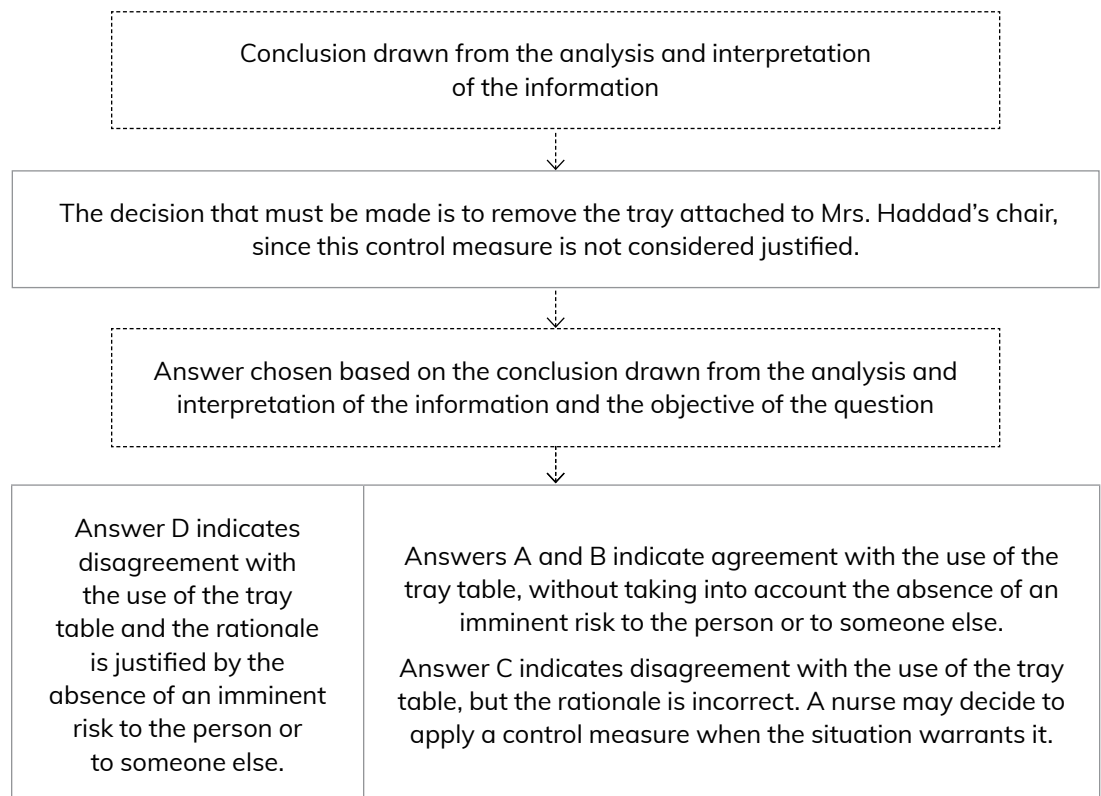 Conclusion drawn from the analysis and interpretation
of the information
The decision that must be made is to remove the tray attached to Mrs. Haddad’s chair,
since this control measure is not considered justified.
Answer chosen based on the conclusion drawn from the analysis and
interpretation of the information and the objective of the question
Answer D indicates
disagreement with
the use of the tray
table and the rationale
is justified by the
absence of an imminent
risk to the person or
to someone else.
Answers A and B indicate agreement with the use of the
tray table, without taking into account the absence of an
imminent risk to the person or to someone else.
Answer C indicates disagreement with the use of the tray
table, but the rationale is incorrect. A nurse may decide to
apply a control measure when the situation warrants it.